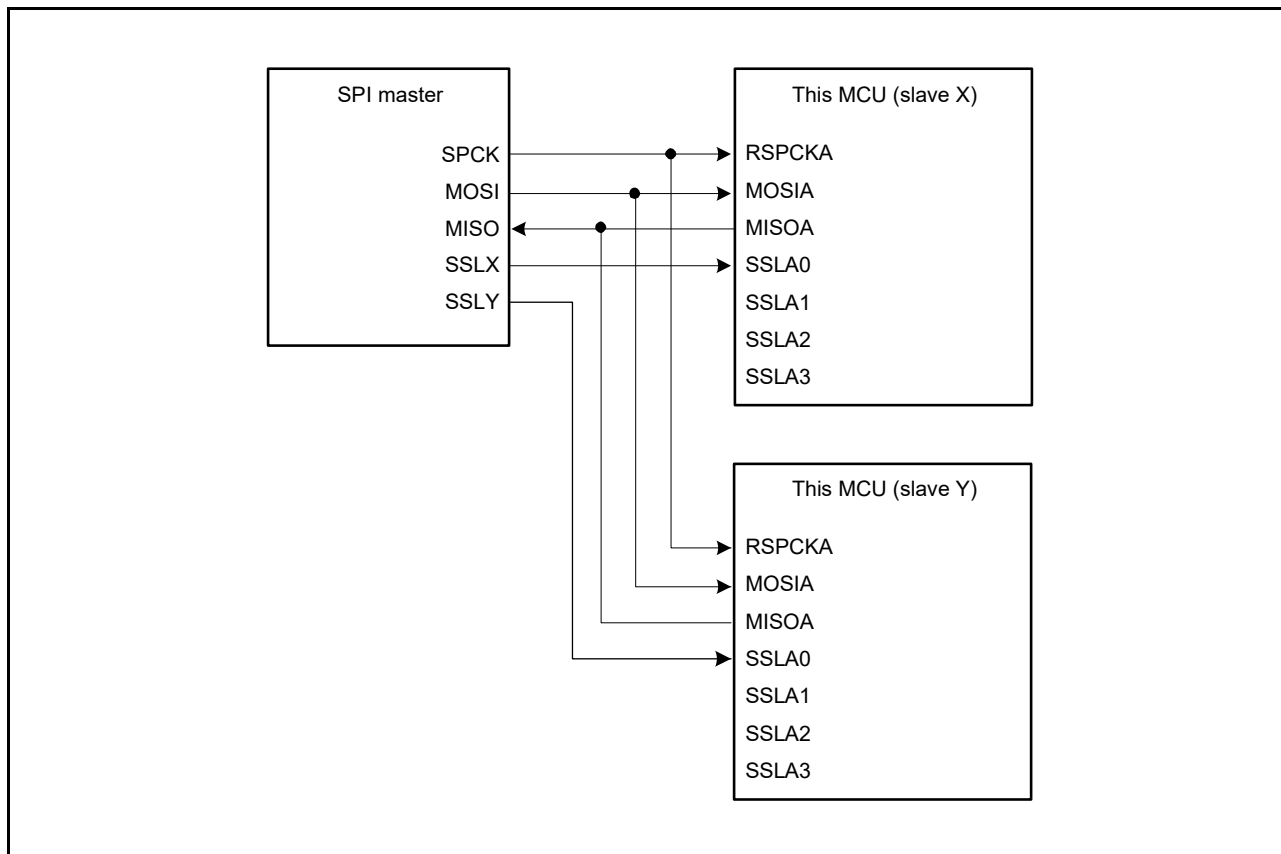 SPI master
SPCK
MOSI
MISO
SSLX
SSLY
This MCU (slave X)
RSPCKA
MOSIA
MISOA
SSLA0
SSLA1
SSLA2
SSLA3
This MCU (slave Y)
RSPCKA
MOSIA
MISOA
SSLA0
SSLA1
SSLA2
SSLA3